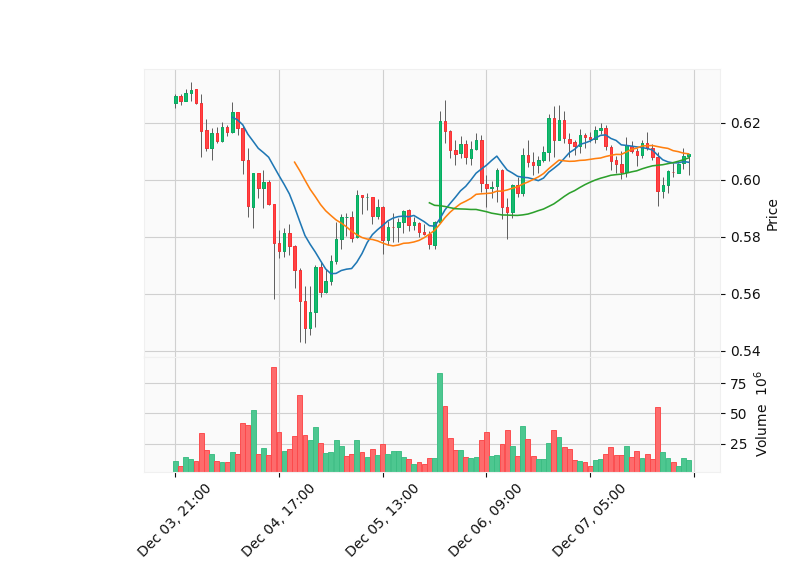 0.62
0.60
0.58
0.56
0.54
Price
75
50
25
Volume 10^6
Dec 03, 21:00
Dec 04, 17:00
Dec 05, 13:00
Dec 06, 09:00
Dec 07, 05:00